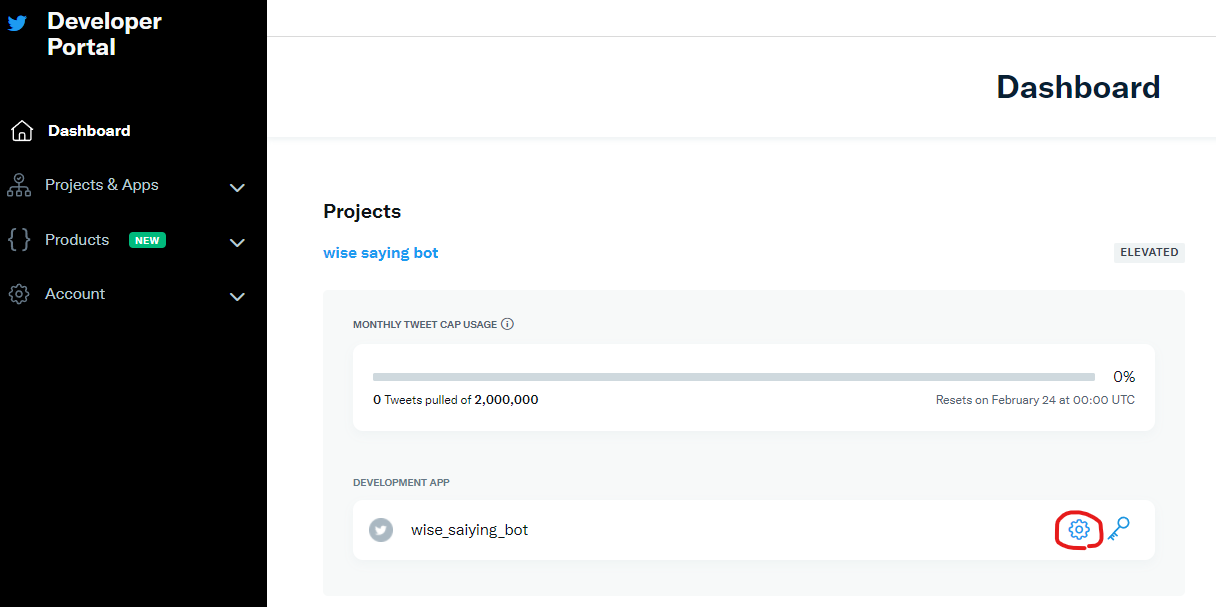 Developer
Portal
Dashboard
Projects & Apps
Products NEW
Account
Dashboard
Projects
wise saying bot
ELEVATED
MONTHLY TWEET CAP USAGE
0%
0 Tweets pulled of 2,000,000
Resets on February 24 at 00:00 UTC
DEVELOPMENT APP
wise_saiying_bot